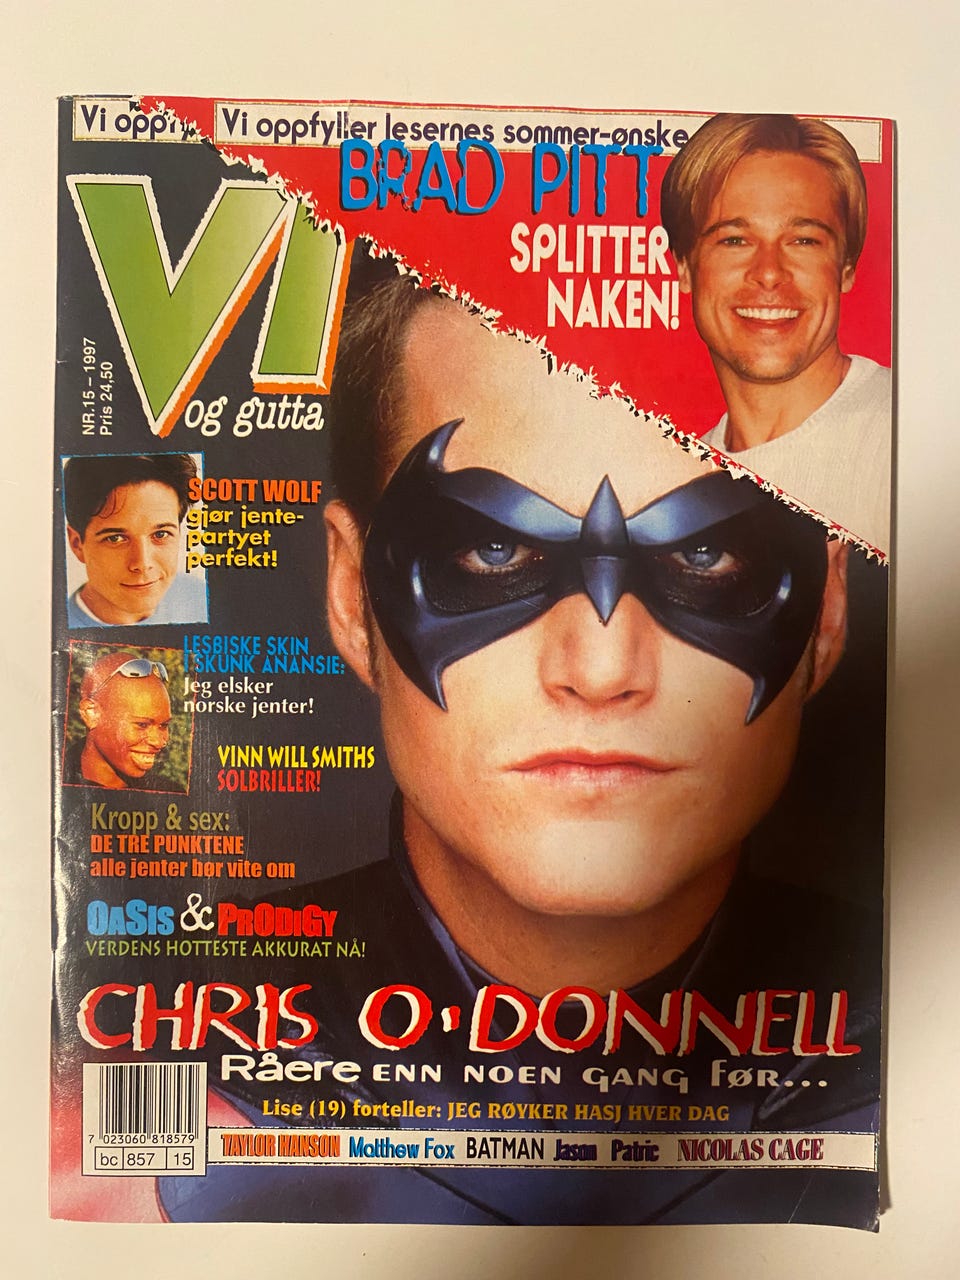 Vi oppf
Vi oppfyller lesernes sommer-ønske
BRAD PITT
SPLITTER
NAKEN!
Vi
og gutta
NR.15 – 1997
Pris 24,50
SCOTT WOLF
gjør jente-
partyet
perfekt!
LESBISKE SKIN
I SKUNK ANANSIE:
Jeg elsker
norske jenter!
VINN WILL SMITHS
SOLBRILLER!
Kropp & sex:
DE TRE PUNKTENE
alle jenter bør vite om
OASIS & PRODIGY
VERDENS HOTTESTE AKKURAT NÅ!
CHRIS O'DONNELL
Råere ENN NOEN GANG FØR...
Lise (19) forteller: JEG RØYKER HASJ HVER DAG
TAYLOR HANSON Matthew Fox BATMAN Jason Patric NICOLAS CAGE
7 023060 818579
bc 857 15